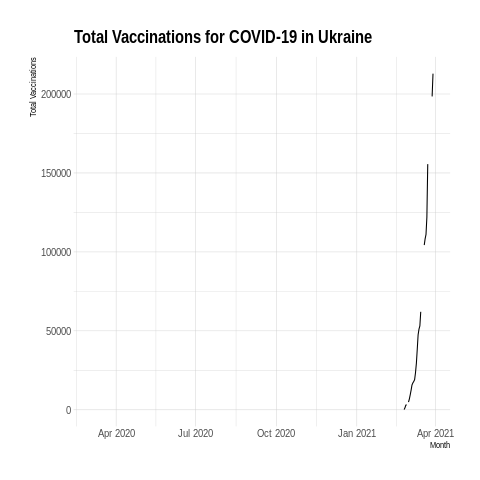 Total Vaccinations for COVID-19 in Ukraine
Total Vaccinations
200000
150000
100000
50000
0
Apr 2020 Jul 2020 Oct 2020 Jan 2021 Apr 2021
Month